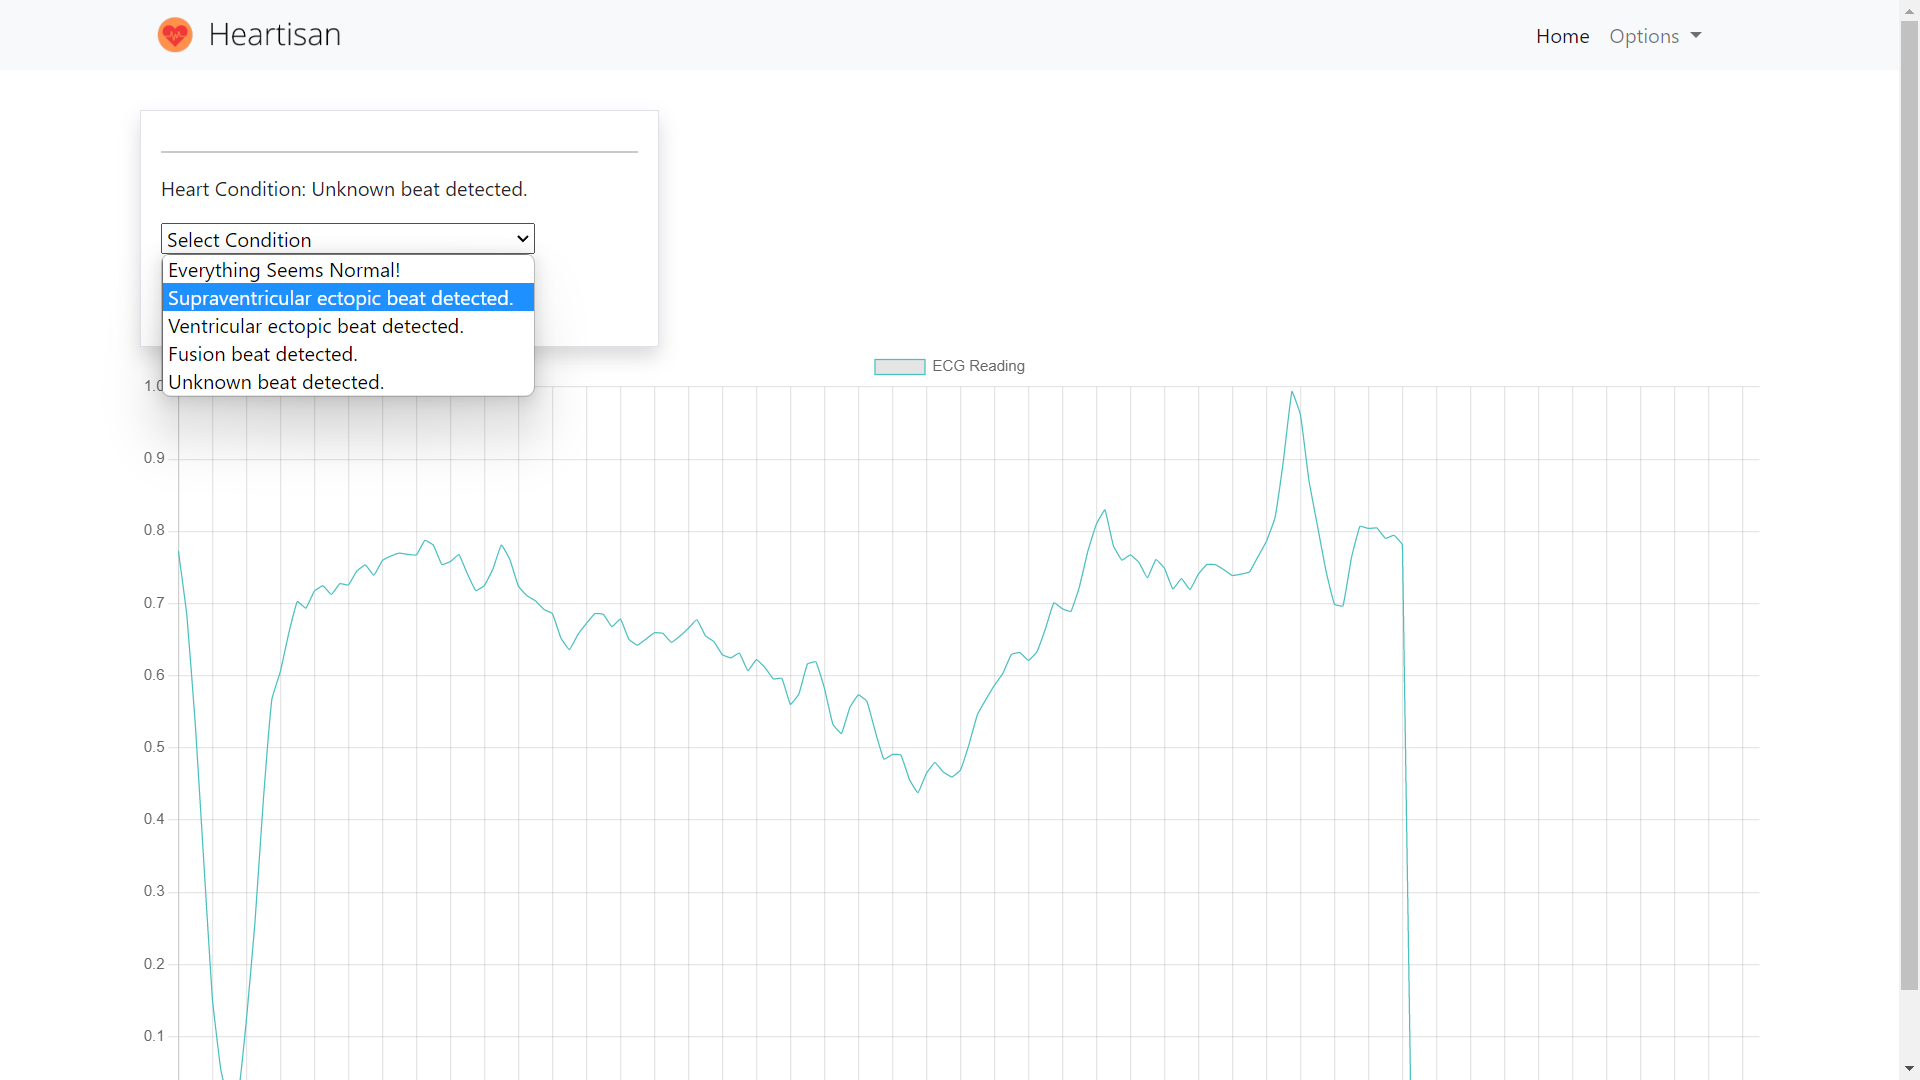 Heartisan
Home Options
Heart Condition: Unknown beat detected.
Select Condition
Everything Seems Normal!
Supraventricular ectopic beat detected.
Ventricular ectopic beat detected.
Fusion beat detected.
Unknown beat detected.
ECG Reading
1.0
0.9
0.8
0.7
0.6
0.5
0.4
0.3
0.2
0.1